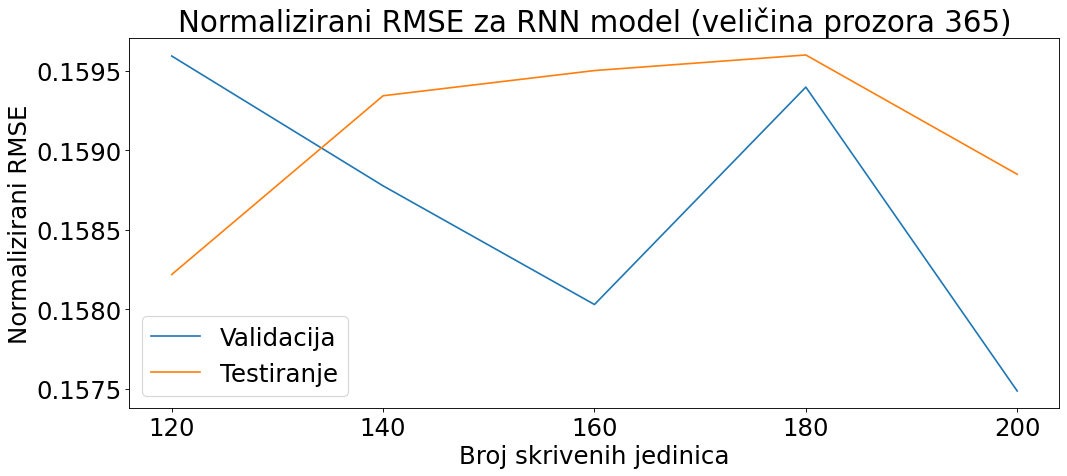 Normalizirani RMSE za RNN model (veličina prozora 365)
Normalizirani RMSE
0.1595
0.1590
0.1585
0.1580
0.1575
Validacija
Testiranje
120 140 160 180 200
Broj skrivenih jedinica